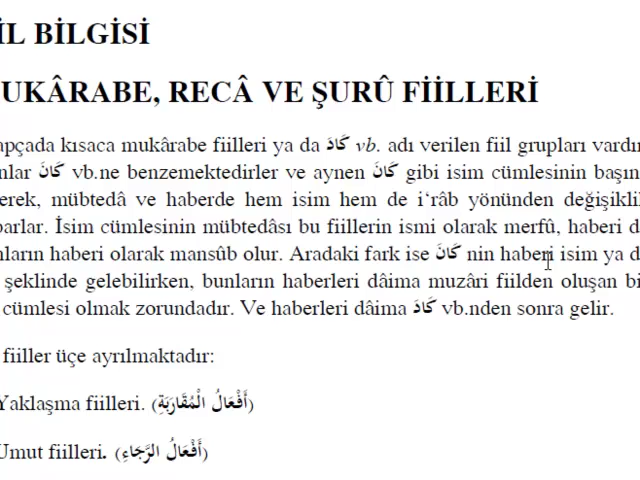 İL BİLGİSİ
UKÂRABE, RECÂ VE ŞURÛ FİİLLERİ
apçada kısaca mukârabe fiilleri ya da كَادَ vb. adı verilen fiil grupları vardır
nlar كَانَ vb.ne benzemektedirler ve aynen كَانَ gibi isim cümlesinin başın
erek, mübtedâ ve haberde hem isim hem de i‘râb yönünden değişiklil
parlar. İsim cümlesinin mübtedâsı bu fiillerin ismi olarak merfû, haberi d
nların haberi olarak mansûb olur. Aradaki fark ise كَانَ nin haberi isim ya d
şeklinde gelebilirken, bunların haberleri dâima muzâri fiilden oluşan bi
cümlesi olmak zorundadır. Ve haberleri dâima كَادَ vb.nden sonra gelir.
fiiller üçe ayrılmaktadır:
Yaklaşma fiilleri. (أَفْعَالُ الْمُقَارَبَةِ)
Umut fiilleri. (أَفْعَالُ الرَّجَاءِ)